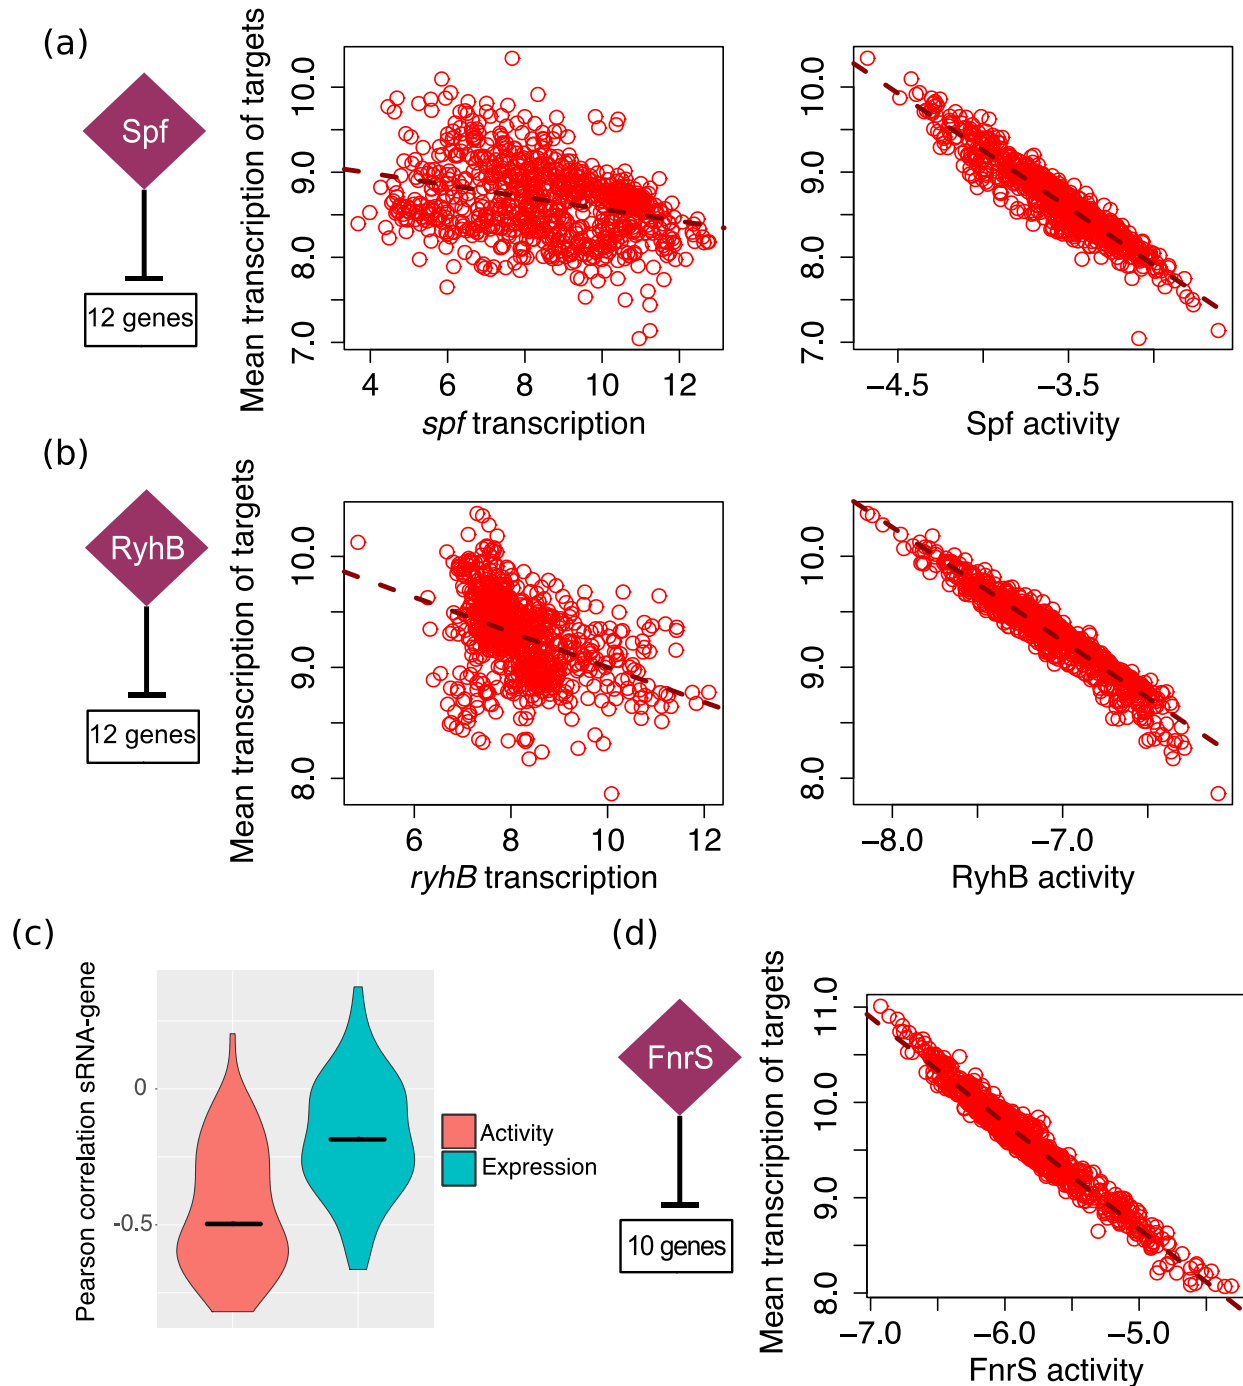 (a)
Spf
12 genes
Mean transcription of targets
10.0
9.0
8.0
7.0
4 6 8 10 12
spf transcription
−4.5 −3.5
Spf activity
10.0
9.0
8.0
7.0
(b)
RyhB
12 genes
Mean transcription of targets
10.0
9.0
8.0
6 8 10 12
ryhB transcription
10.0
9.0
8.0
−8.0 −7.0
RyhB activity
(c)
Pearson correlation sRNA-gene
0
-0.5
Activity
Expression
(d)
FnrS
10 genes
Mean transcription of targets
11.0
10.0
9.0
8.0
−7.0 −6.0 −5.0
FnrS activity